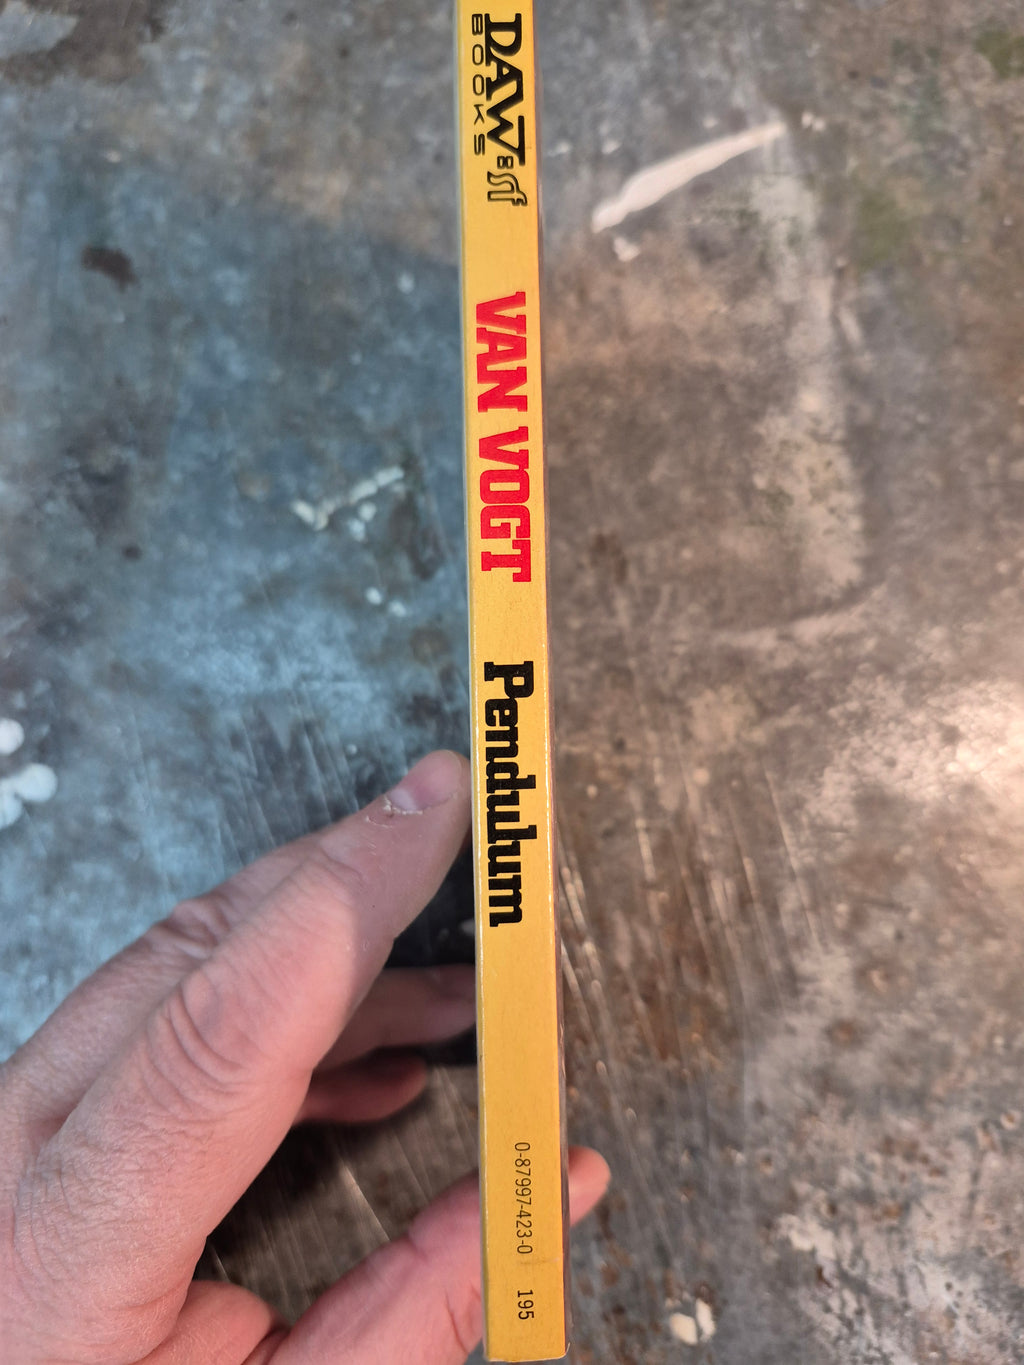 DAW
BOOKS
sf
VAN VOGT
Pendulum
0-87997-423-0
195